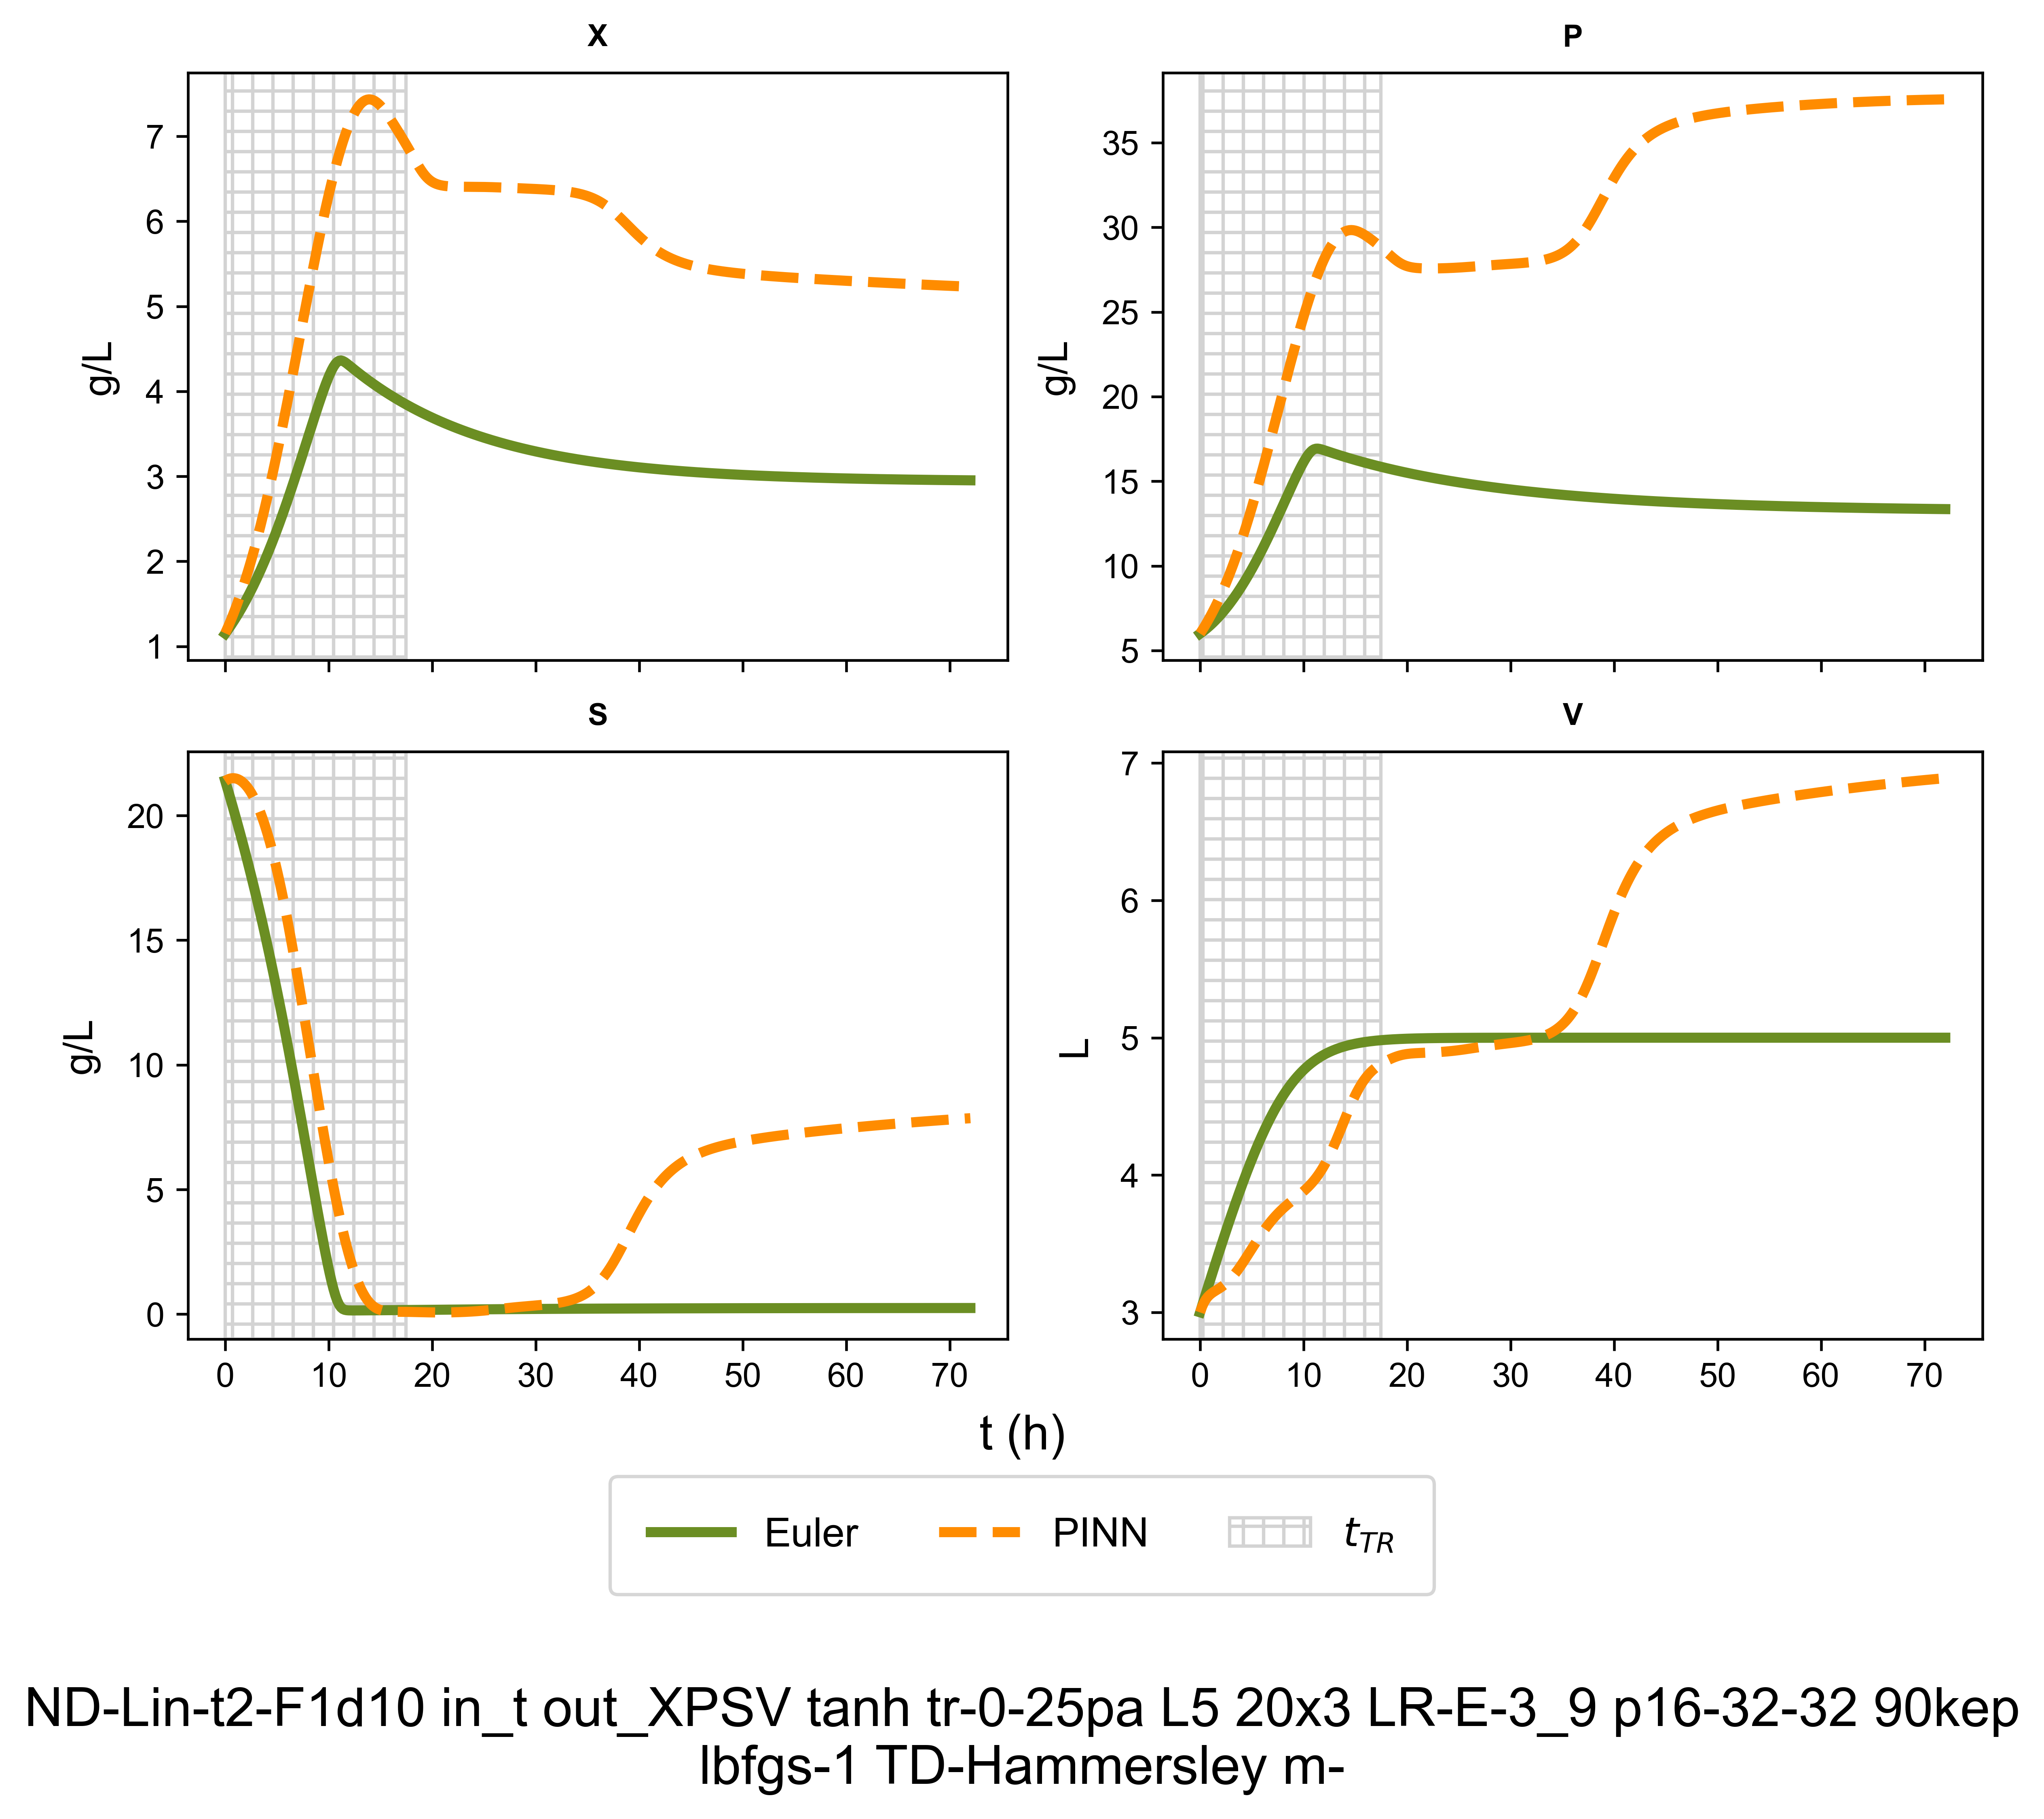 X
P
7
6
5
4
3
2
1
g/L
35
30
25
20
15
10
5
g/L
S
V
20
15
10
5
0
g/L
7
6
5
4
3
L
0 10 20 30 40 50 60 70
0 10 20 30 40 50 60 70
t (h)
Euler PINN t_TR
ND-Lin-t2-F1d10 in_t out_XPSV tanh tr-0-25pa L5 20x3 LR-E-3_9 p16-32-32 90kep
lbfgs-1 TD-Hammersley m-